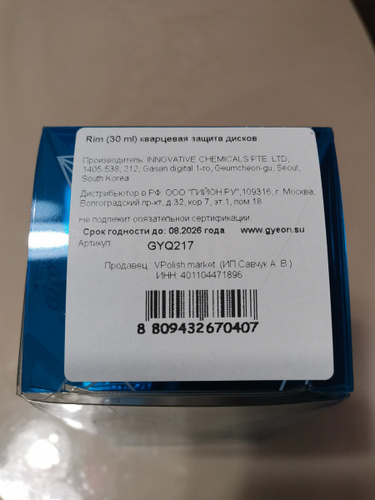 Rim (30 ml) кварцевая защита дисков
Производитель: INNOVATIVE CHEMICALS PTE. LTD,
1405-538, 212, Gasan digital 1-ro, Geumcheon-gu, Seoul,
South Korea
Дистрибьютор в РФ: ООО "ГИЙОН РУ",109316, г. Москва,
Волгоградский пр-кт, д.32, кор.7, эт.1, пом.18
Не подлежит обязательной сертификации
Срок годности до: 08.2026 года www.gyeon.su
Артикул: GYQ217
Продавец: VPolish.market (ИП Савчук А. В.)
ИНН: 401104471896
8 809432670407